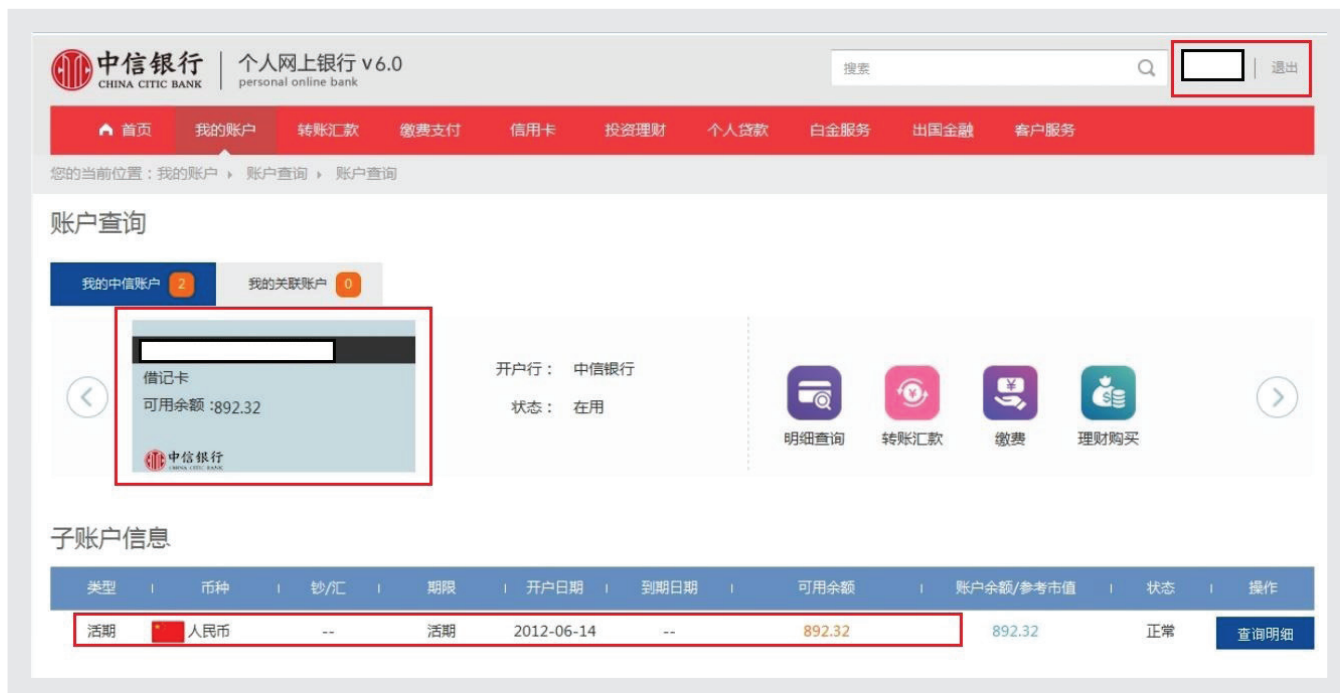 中信银行 CHINA CITIC BANK 个人网上银行 V6.0 personal online bank 搜索 退出
首页 我的账户 转账汇款 缴费支付 信用卡 投资理财 个人贷款 白金服务 出国金融 客户服务
您的当前位置：我的账户 账户查询 账户查询
账户查询
我的中信账户 2 我的关联账户 0
借记卡
可用余额 :892.32
中信银行
CHINA CITIC BANK
开户行： 中信银行
状态： 在用
明细查询 转账汇款 缴费 理财购买
子账户信息
类型 币种 钞/汇 期限 开户日期 到期日期 可用余额 账户余额/参考市值 状态 操作
活期 人民币 -- 活期 2012-06-14 -- 892.32 892.32 正常 查询明细